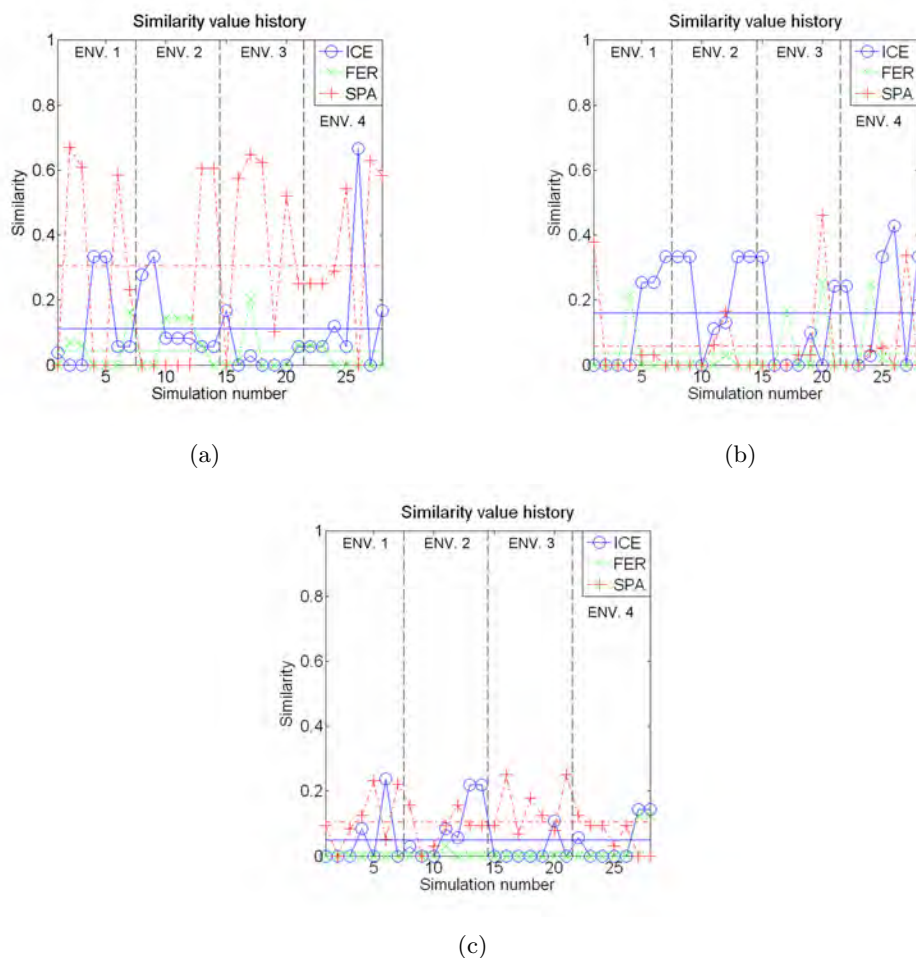 Similarity value history
Similarity value history
1
ENV. 1
ENV. 2
ENV. 3
ICE
FER
SPA
ENV. 4
0.8
0.6
0.4
0.2
0
5
10
15
20
25
Similarity
Simulation number
(a)
1
ENV. 1
ENV. 2
ENV. 3
ICE
FER
SPA
ENV. 4
0.8
0.6
0.4
0.2
0
5
10
15
20
25
Similarity
Simulation number
(b)
Similarity value history
1
ENV. 1
ENV. 2
ENV. 3
ICE
FER
SPA
ENV. 4
0.8
0.6
0.4
0.2
0
5
10
15
20
25
Similarity
Simulation number
(c)